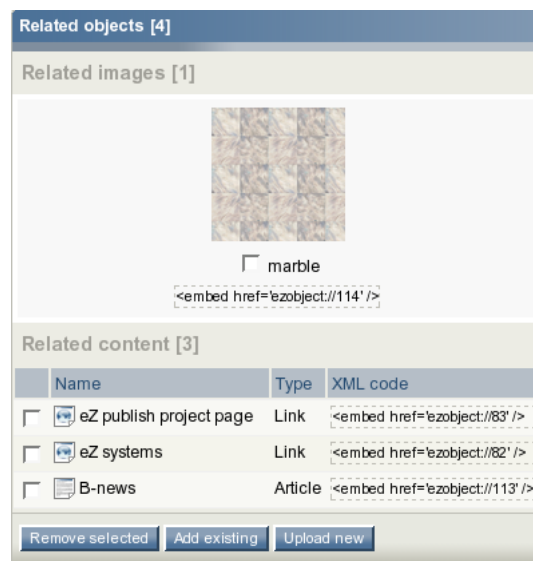 Related objects [4]
Related images [1]
marble
<embed href='ezobject://114' />
Related content [3]
Name Type XML code
eZ publish project page Link <embed href='ezobject://83' />
eZ systems Link <embed href='ezobject://82' />
B-news Article <embed href='ezobject://113' />
Remove selected Add existing Upload new